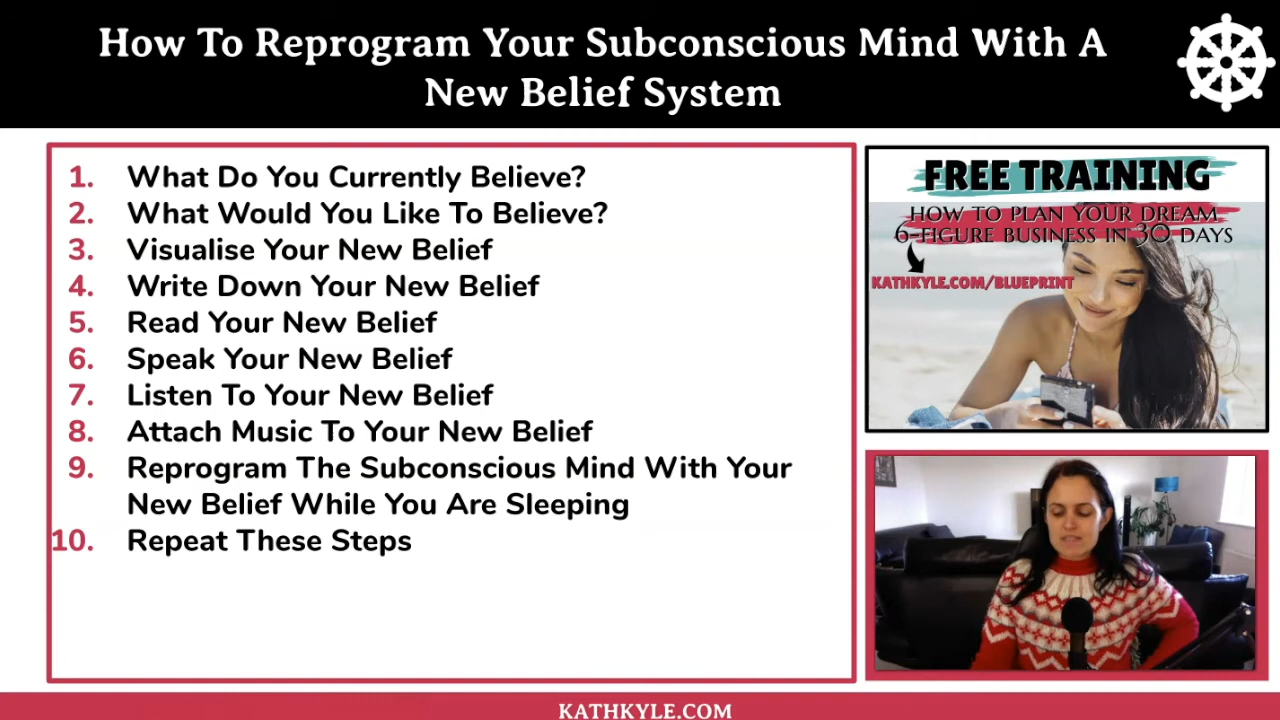 How To Reprogram Your Subconscious Mind With A
New Belief System
1. What Do You Currently Believe?
2. What Would You Like To Believe?
3. Visualise Your New Belief
4. Write Down Your New Belief
5. Read Your New Belief
6. Speak Your New Belief
7. Listen To Your New Belief
8. Attach Music To Your New Belief
9. Reprogram The Subconscious Mind With Your
New Belief While You Are Sleeping
10. Repeat These Steps
FREE TRAINING
HOW TO PLAN YOUR DREAM
6-FIGURE BUSINESS IN 30 DAYS
KATHKYLE.COM/BLUEPRINT
KATHKYLE.COM